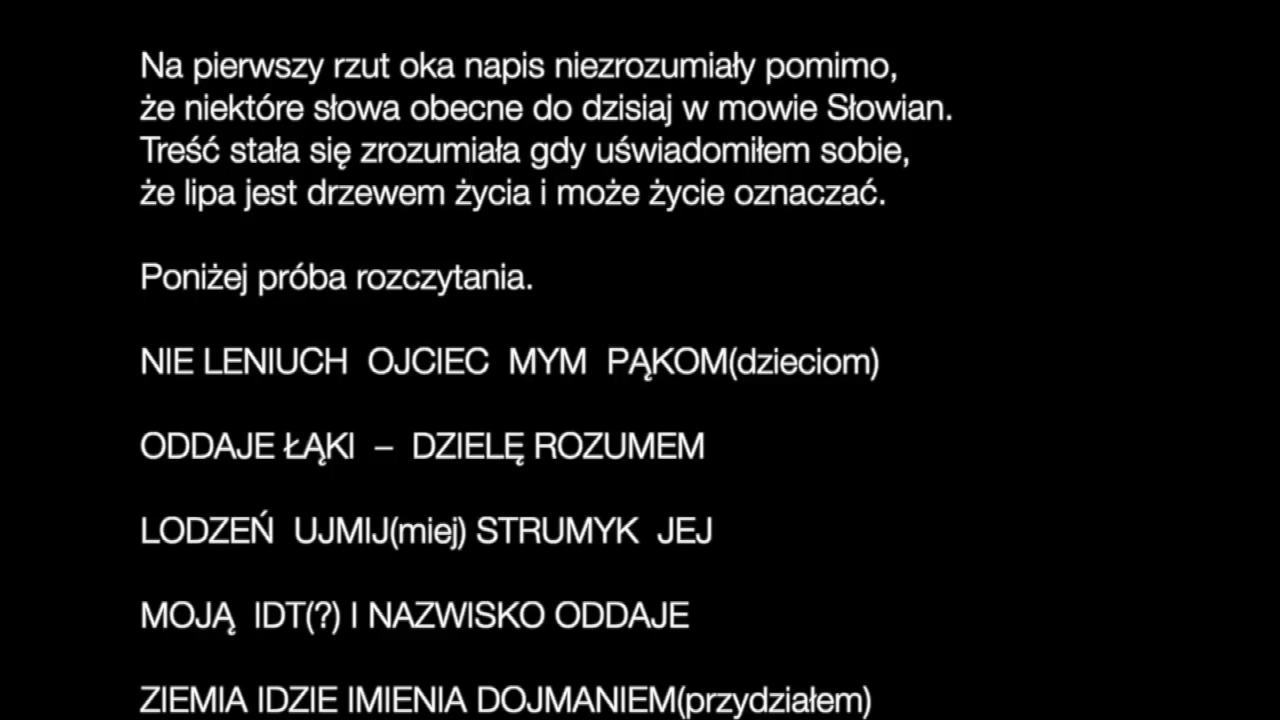 Na pierwszy rzut oka napis niezrozumiały pomimo,
że niektóre słowa obecne do dzisiaj w mowie Słowian.
Treść stała się zrozumiała gdy uświadomiłem sobie,
że lipa jest drzewem życia i może życie oznaczać.
Poniżej próba rozczytania.
NIE LENIUCH OJCIEC MYM PĄKOM(dzieciom)
ODDAJE ŁĄKI – DZIELĘ ROZUMEM
LODZEŃ UJMIJ(miej) STRUMYK JEJ
MOJĄ IDT(?) I NAZWISKO ODDAJE
ZIEMIA IDZIE IMIENIA DOJMANIEM(przydziałem)